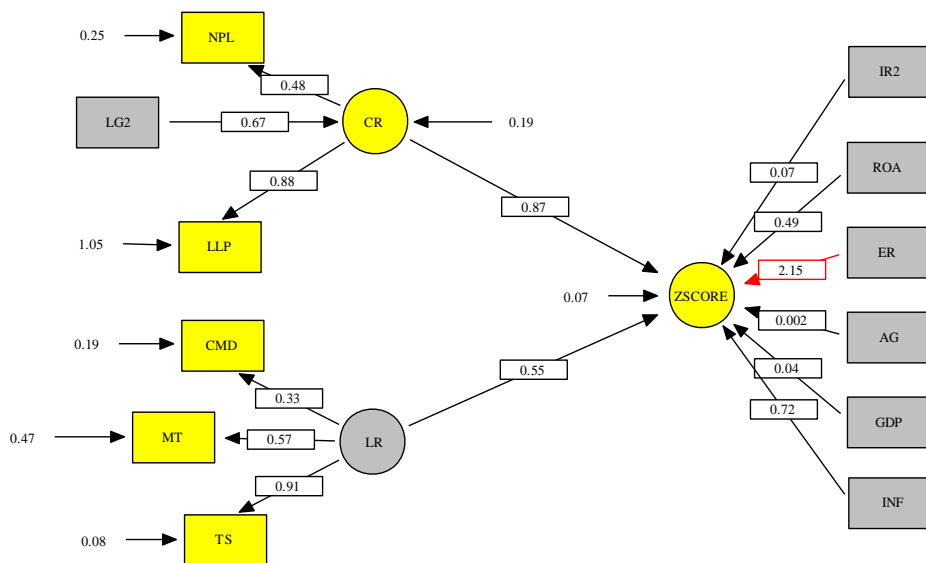 0.25
NPL
IR2
0.48
LG2
0.67
CR
0.19
0.07
ROA
0.88
0.87
0.49
1.05
LLP
ER
2.15
0.07
ZSCORE
0.002
AG
0.19
CMD
0.55
0.04
0.33
0.72
GDP
0.47
MT
0.57
LR
0.91
INF
0.08
TS